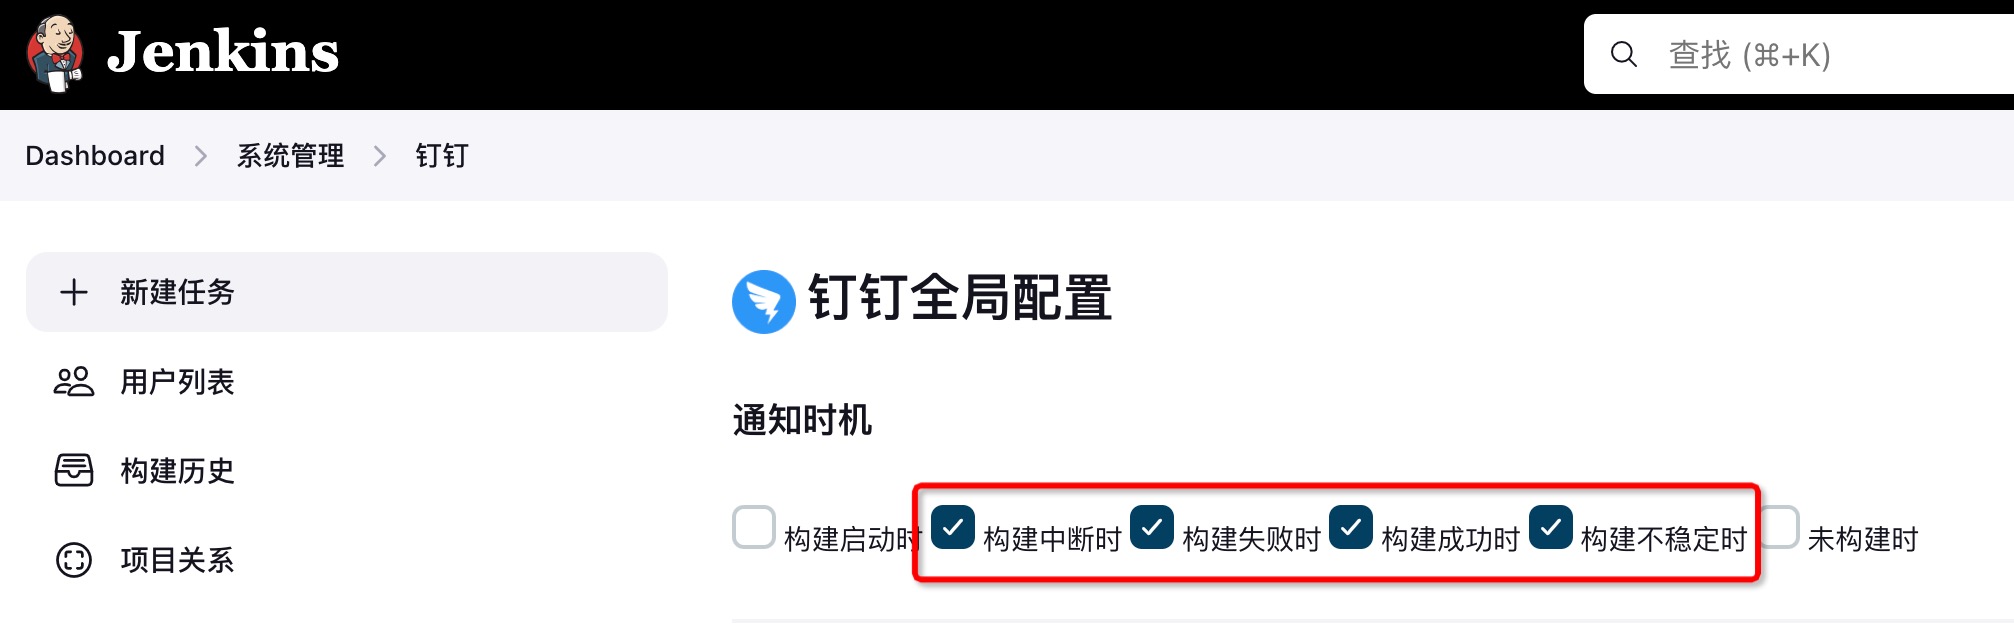 Jenkins
查找 (⌘+K)
Dashboard > 系统管理 > 钉钉
新建任务
用户列表
构建历史
项目关系
钉钉全局配置
通知时机
构建启动时 构建中断时 构建失败时 构建成功时 构建不稳定时 未构建时